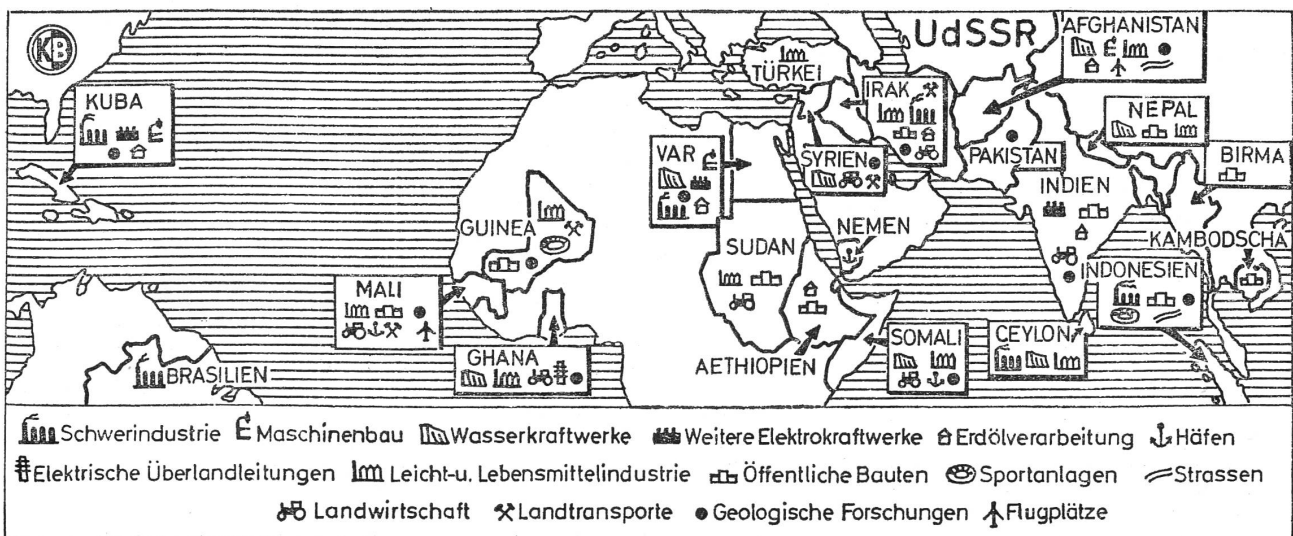 KB
UdSSR
AFGHANISTAN
TÜRKEI
KUBA
IRAK
NEPAL
VAR
SYRIEN
PAKISTAN
BIRMA
INDIEN
GUINEA
SUDAN
NEMEN
KAMBODSCHA
MALI
INDONESIEN
GHANA
SOMALI
CEYLON
BRASILIEN
AETHIOPIEN
Schwerindustrie Maschinenbau Wasserkraftwerke Weitere Elektrokraftwerke Erdölverarbeitung Häfen
Elektrische Überlandleitungen Leicht-u. Lebensmittelindustrie Öffentliche Bauten Sportanlagen Strassen
Landwirtschaft Landtransporte Geologische Forschungen Flugplätze